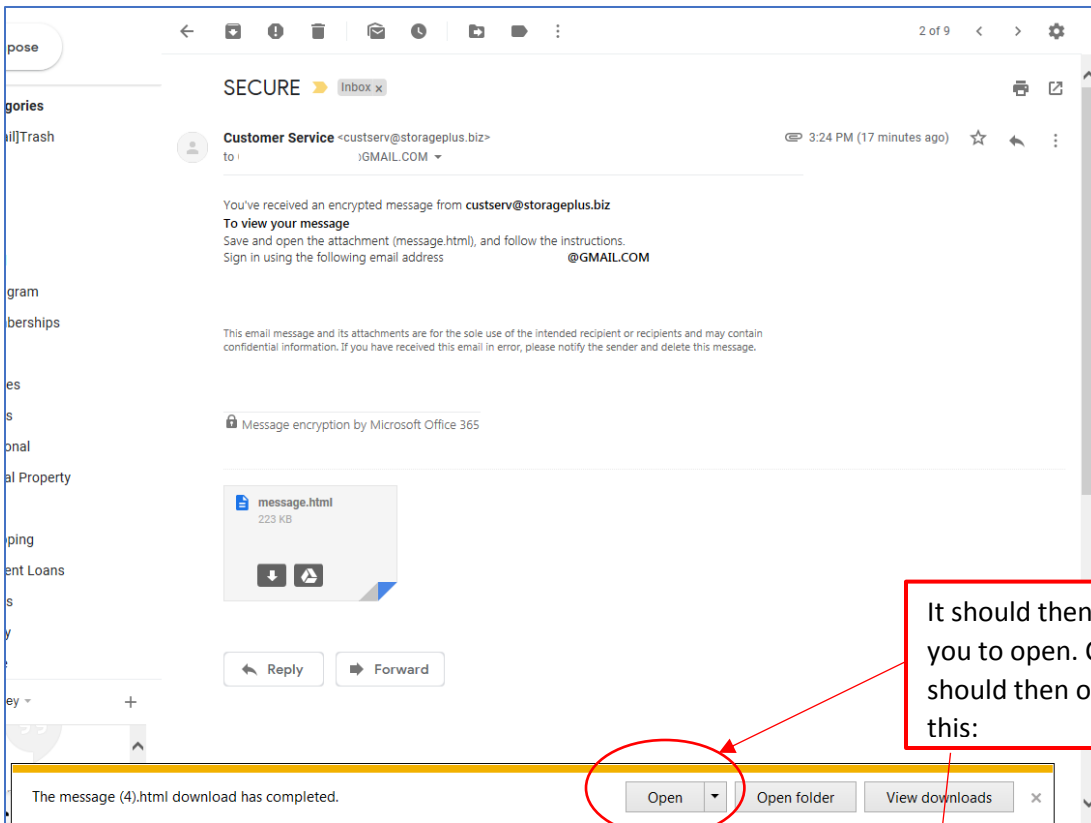 pose
2 of 9
SECURE
Inbox x
gories
ail]Trash
Customer Service <custserv@storageplus.biz>
3:24 PM (17 minutes ago)
to GMAIL.COM
You've received an encrypted message from custserv@storageplus.biz
To view your message
Save and open the attachment (message.html), and follow the instructions.
Sign in using the following email address @GMAIL.COM
gram
berships
This email message and its attachments are for the sole use of the intended recipient or recipients and may contain
confidential information. If you have received this email in error, please notify the sender and delete this message.
es
s
onal
Message encryption by Microsoft Office 365
al Property
message.html
223 KB
ping
ent Loans
s
y
Reply
Forward
ey
It should then
you to open.
should then o
this:
The message (4).html download has completed.
Open
Open folder
View downloads